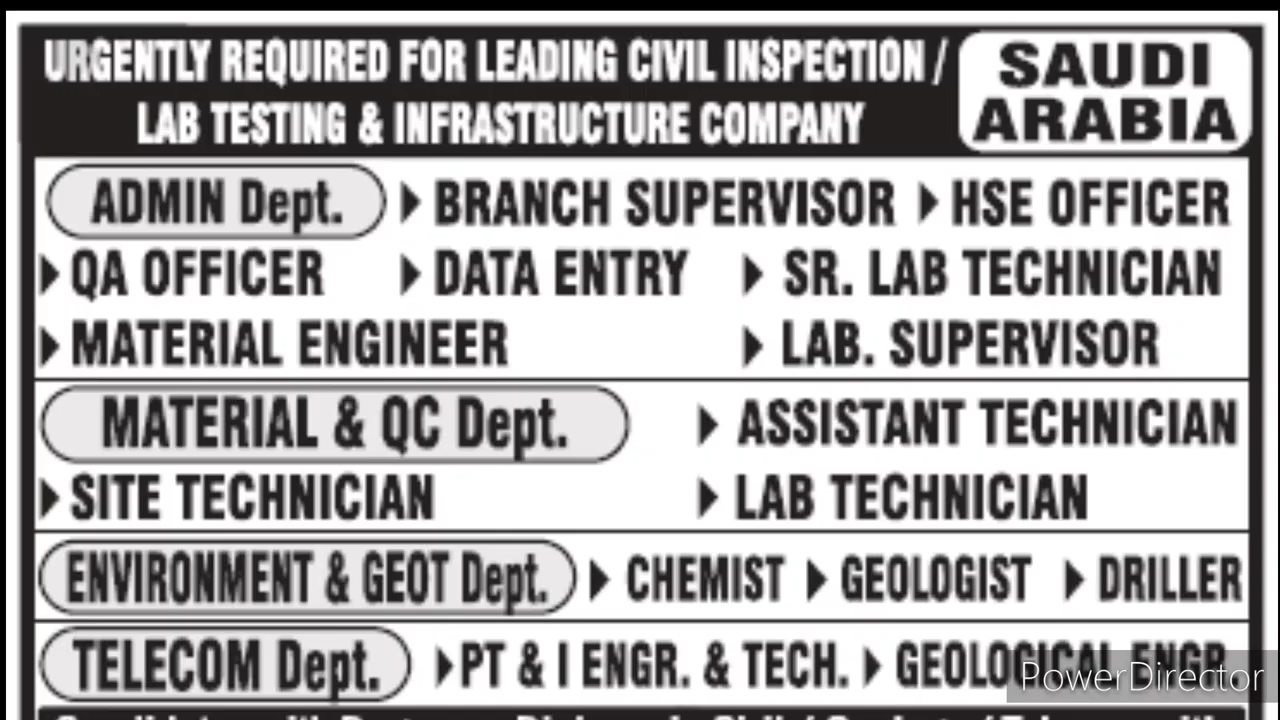 URGENTLY REQUIRED FOR LEADING CIVIL INSPECTION /
LAB TESTING & INFRASTRUCTURE COMPANY
SAUDI
ARABIA
ADMIN Dept. BRANCH SUPERVISOR HSE OFFICER
QA OFFICER DATA ENTRY SR. LAB TECHNICIAN
MATERIAL ENGINEER LAB. SUPERVISOR
MATERIAL & QC Dept. ASSISTANT TECHNICIAN
SITE TECHNICIAN LAB TECHNICIAN
ENVIRONMENT & GEOT Dept. CHEMIST GEOLOGIST DRILLER
TELECOM Dept. PT & I ENGR. & TECH. GEOLOGICAL ENGR
PowerDirector